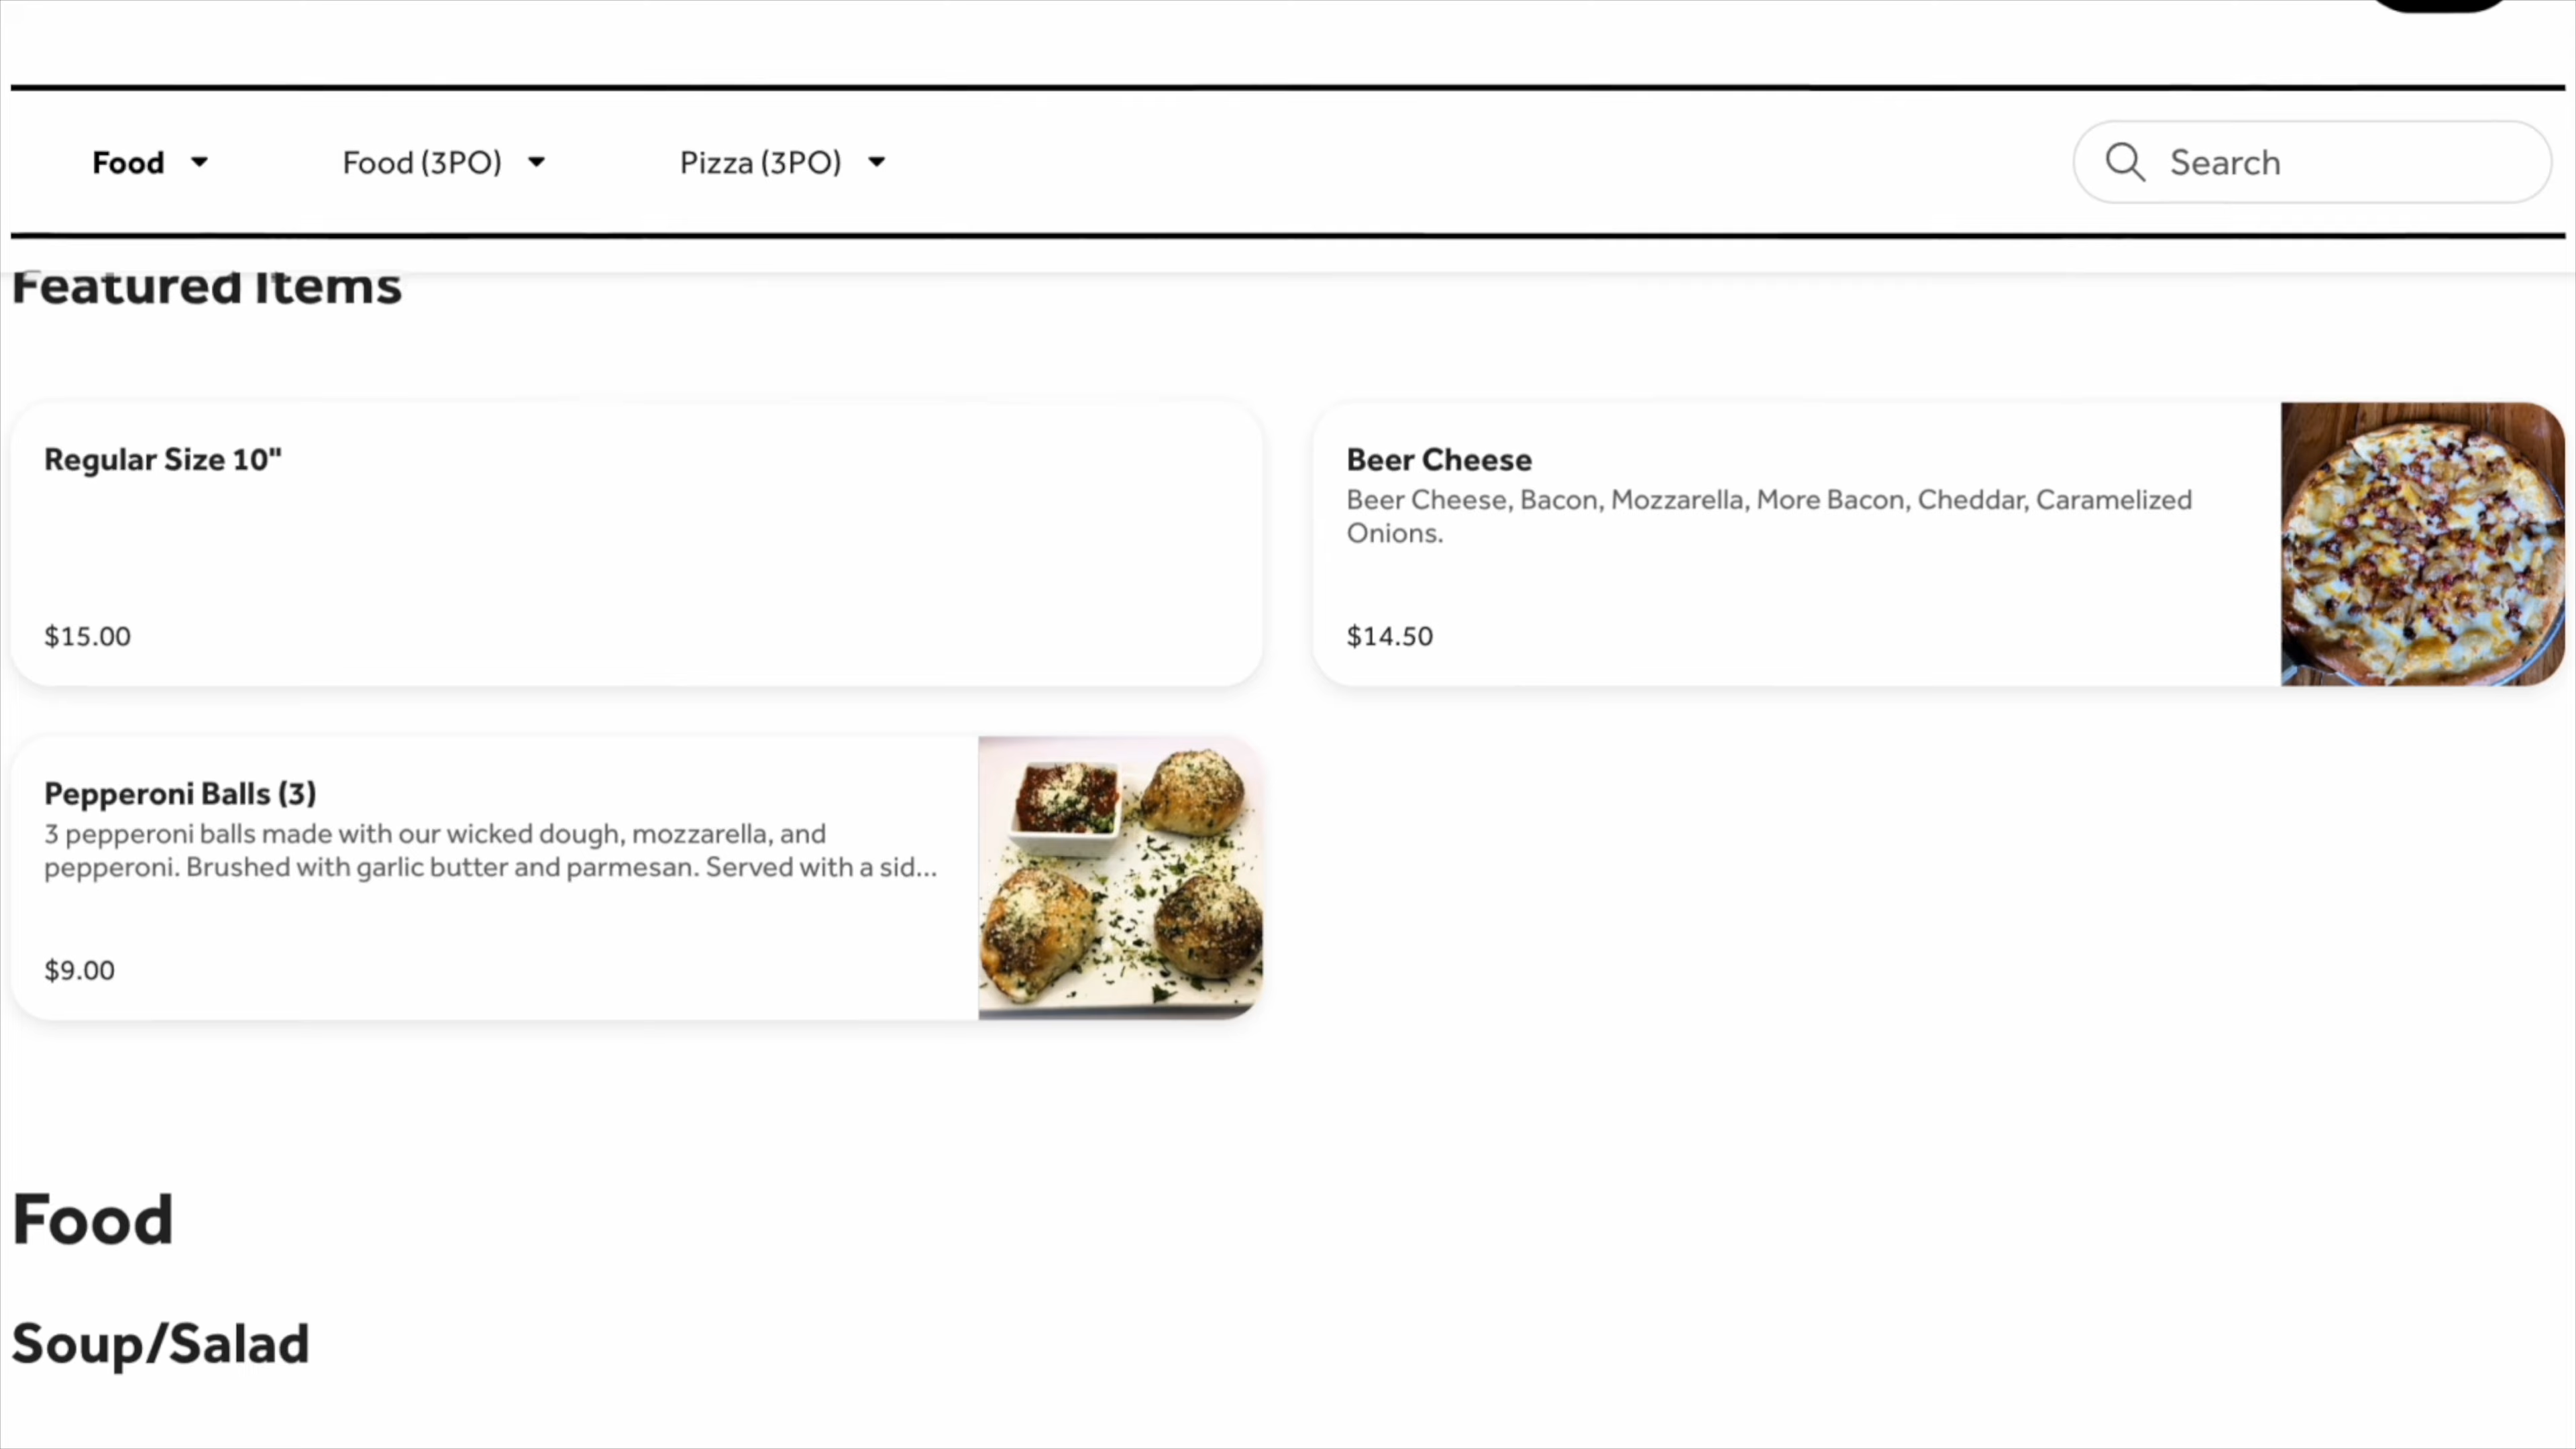 Food
Food (3PO)
Pizza (3PO)
Search
Featured Items
Regular Size 10"
$15.00
Beer Cheese
Beer Cheese, Bacon, Mozzarella, More Bacon, Cheddar, Caramelized
Onions.
$14.50
Pepperoni Balls (3)
3 pepperoni balls made with our wicked dough, mozzarella, and
pepperoni. Brushed with garlic butter and parmesan. Served with a sid...
$9.00
Food
Soup/Salad